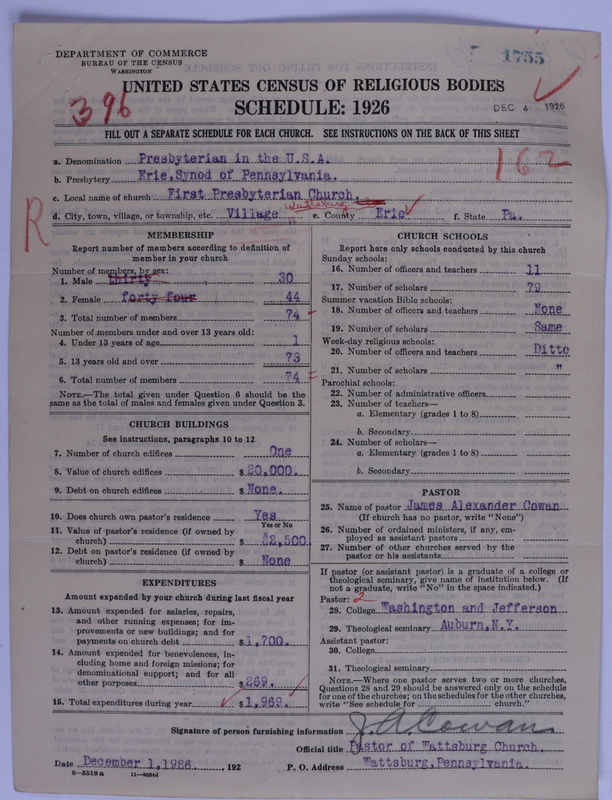 1755
DEPARTMENT OF COMMERCE
BUREAU OF THE CENSUS
WASHINGTON
UNITED STATES CENSUS OF RELIGIOUS BODIES
396
SCHEDULE: 1926
DEC 4 1926
FILL OUT A SEPARATE SCHEDULE FOR EACH CHURCH. SEE INSTRUCTIONS ON THE BACK OF THIS SHEET
162
a. Denomination Presbyterian in the U.S.A.
b. Presbytery Erie, Synod of Pennsylvania.
c. Local name of church First Presbyterian Church.
Wattsburg
R
d. City, town, village, or township, etc. Village e. County Erie f. State Pa.
MEMBERSHIP
Report number of members according to definition of
member in your church
Number of members, by sex:
1. Male thirty 30
2. Female forty four 44
3. Total number of members 74
Number of members under and over 13 years old:
4. Under 13 years of age 1
5. 13 years old and over 73
6. Total number of members 74 =
NOTE.—The total given under Question 6 should be
same as the total of males and females given under Question 3.
CHURCH BUILDINGS
See instructions, paragraphs 10 to 12
7. Number of church edifices One
8. Value of church edifices $20,000.
9. Debt on church edifices $None.
10. Does church own pastor's residence Yes
Yes or No
11. Value of pastor's residence (if owned by
church) $ $2,500
12. Debt on pastor's residence (if owned by
church) $ None
EXPENDITURES
Amount expended by your church during last fiscal year
13. Amount expended for salaries, repairs,
and other running expenses; for im-
provements or new buildings; and for
payments on church debt $1,700.
14. Amount expended for benevolences, in-
cluding home and foreign missions; for
denominational support; and for all
other purposes $269.
15. Total expenditures during year $1,969.
CHURCH SCHOOLS
Report here only schools conducted by this church
Sunday schools:
16. Number of officers and teachers 11
17. Number of scholars 79
Summer vacation Bible schools:
18. Number of officers and teachers None
19. Number of scholars Same
Week-day religious schools:
20. Number of officers and teachers Ditto
21. Number of scholars "
Parochial schools:
22. Number of administrative officers
23. Number of teachers—
a. Elementary (grades 1 to 8)
b. Secondary
24. Number of scholars—
a. Elementary (grades 1 to 8)
b. Secondary
PASTOR
25. Name of pastor James Alexander Cowan
(If church has no pastor, write "None")
26. Number of ordained ministers, if any, em-
ployed as assistant pastors
27. Number of other churches served by the
pastor or his assistants
If pastor (or assistant pastor) is a graduate of a college or
theological seminary, give name of institution below. (If
not a graduate, write "No" in the space indicated.)
Pastor: 2
28. College Washington and Jefferson
29. Theological seminary Auburn, N.Y.
Assistant pastor:
30. College
31. Theological seminary
NOTE.—Where one pastor serves two or more churches,
Questions 28 and 29 should be answered only on the schedule
for one of the churches; on the schedules for the other churches,
write "See schedule for church."
Signature of person furnishing information J. A. Cowan
Official title Pastor of Wattsburg Church.
Date December 1, 1926, 192 P. O. Address Wattsburg, Pennsylvania.
8—5518 a 11—9054d